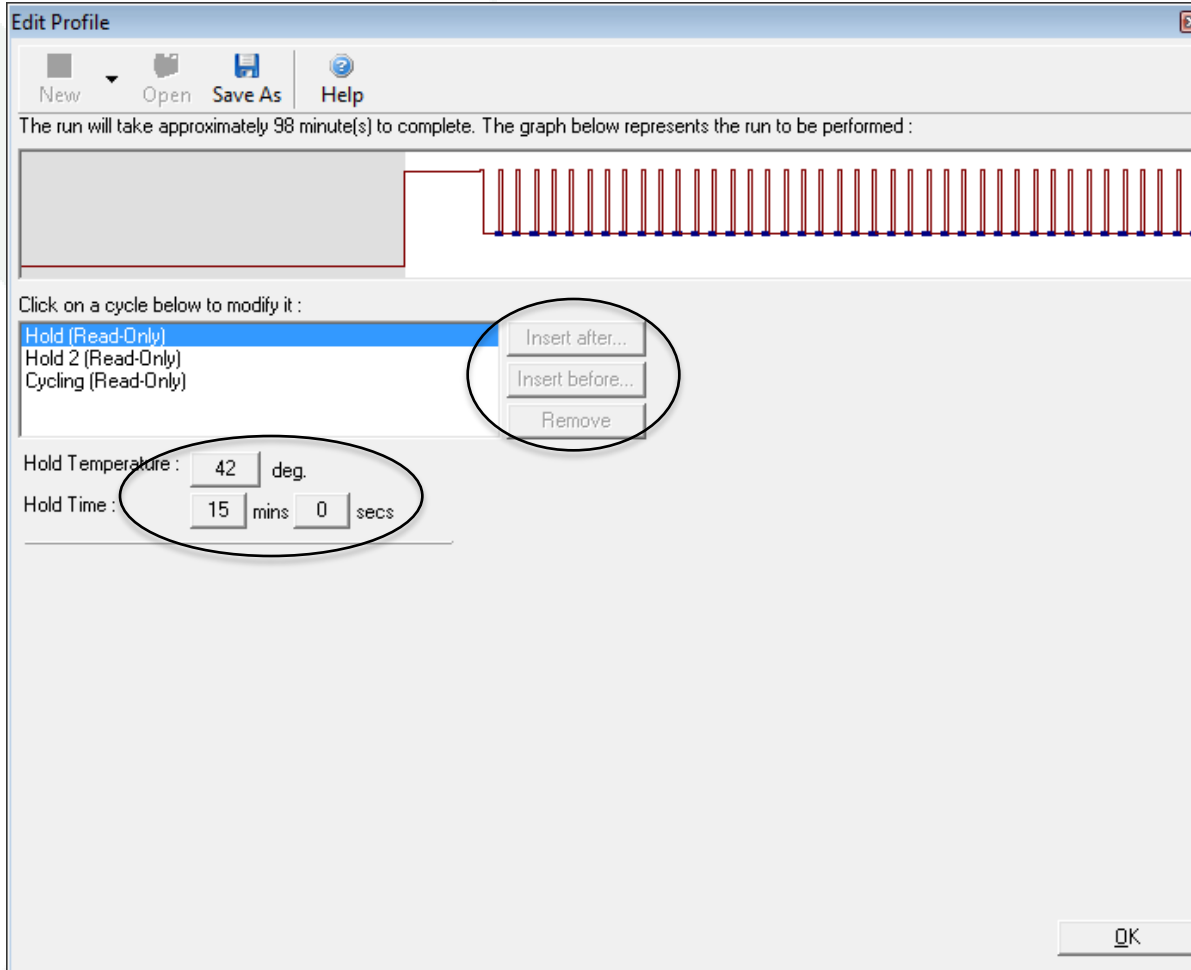 Edit Profile
New Open Save As Help
The run will take approximately 98 minute(s) to complete. The graph below represents the run to be performed :
Click on a cycle below to modify it :
Hold (Read-Only)
Hold 2 (Read-Only)
Cycling (Read-Only)
Insert after...
Insert before...
Remove
Hold Temperature : 42 deg.
Hold Time : 15 mins 0 secs
OK